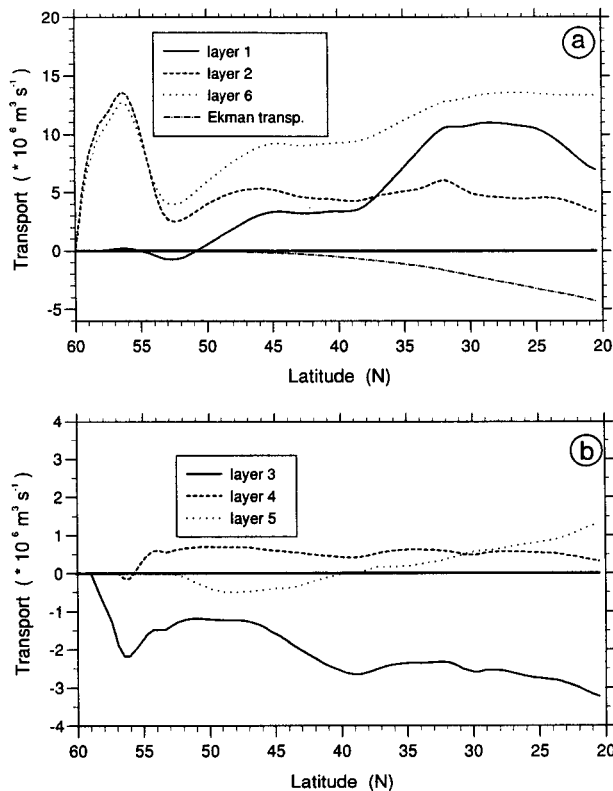 20
15
10
5
0
-5
Transport ( * 10⁶ m³ s⁻¹)
a
layer 1
layer 2
layer 6
Ekman transp.
60 55 50 45 40 35 30 25 20
Latitude (N)
4
3
2
1
0
-1
-2
-3
-4
Transport ( * 10⁶ m³ s⁻¹)
b
layer 3
layer 4
layer 5
60 55 50 45 40 35 30 25 20
Latitude (N)